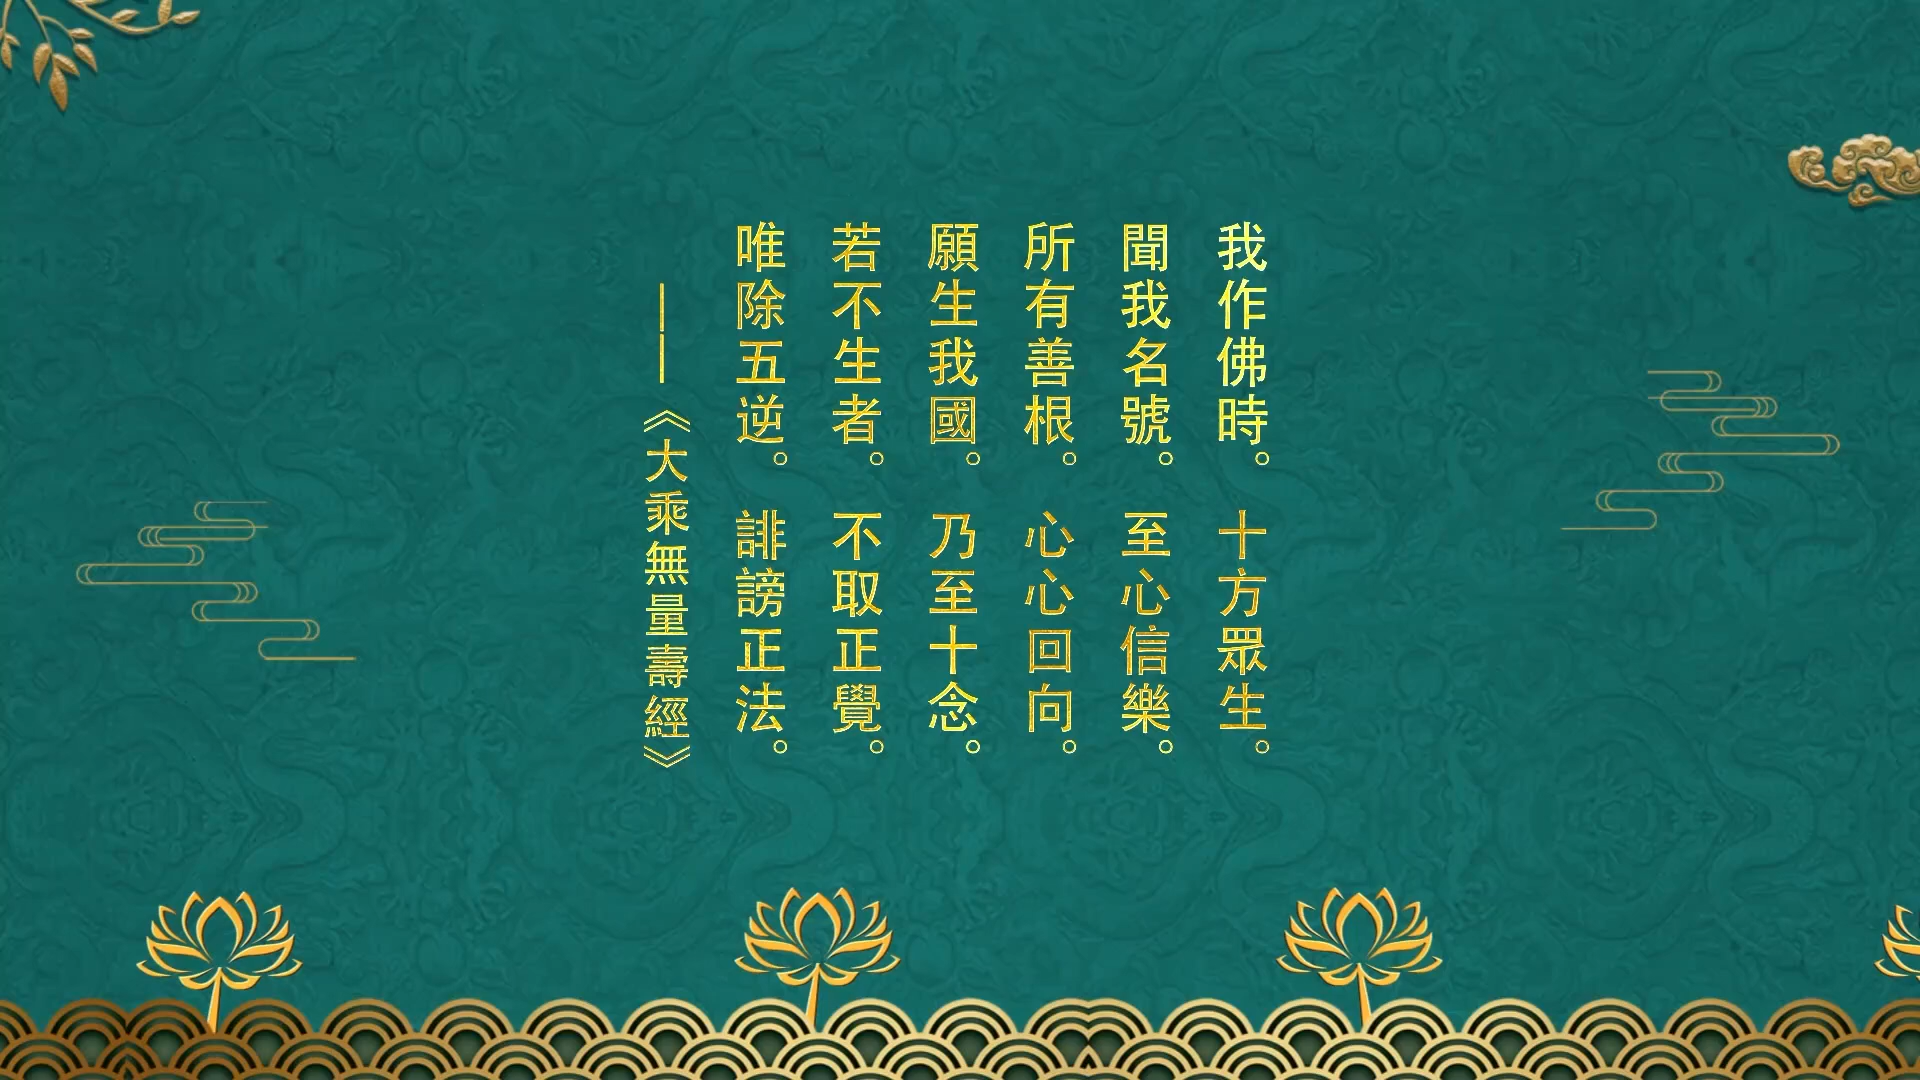 我作佛時。十方眾生。
聞我名號。至心信樂。
所有善根。心心回向。
願生我國。乃至十念。
若不生者。不取正覺。
唯除五逆。誹謗正法。
——《大乘無量壽經》